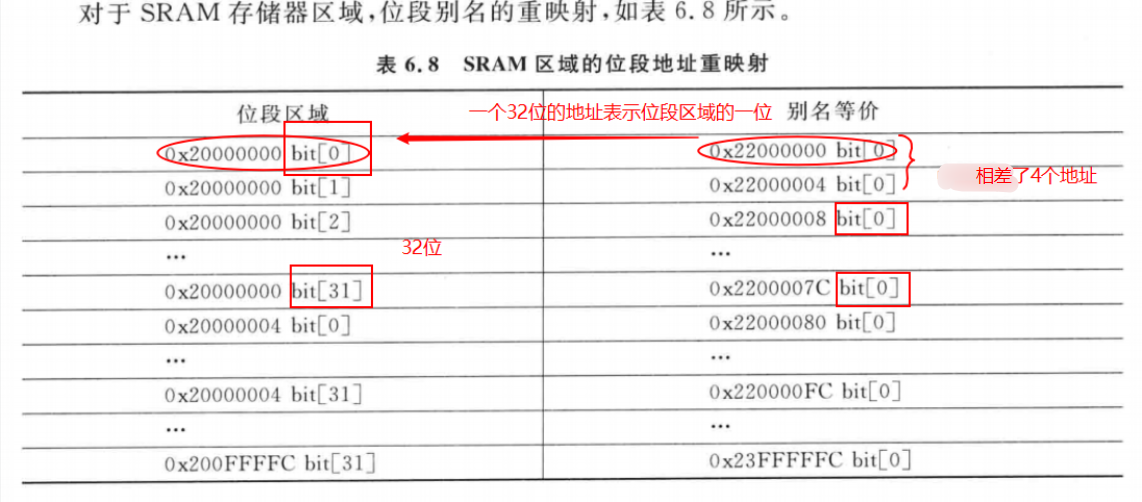 对于 SRAM 存储器区域,位段别名的重映射,如表 6.8 所示。
表 6.8 SRAM 区域的位段地址重映射
位段区域 一个32位的地址表示位段区域的一位 别名等价
0x20000000 bit[0] 0x22000000 bit[0]
0x20000000 bit[1] 0x22000004 bit[0] 相差了4个地址
0x20000000 bit[2] 0x22000008 bit[0]
… 32位 …
0x20000000 bit[31] 0x2200007C bit[0]
0x20000004 bit[0] 0x22000080 bit[0]
… …
0x20000004 bit[31] 0x220000FC bit[0]
… …
0x200FFFFC bit[31] 0x23FFFFFC bit[0]